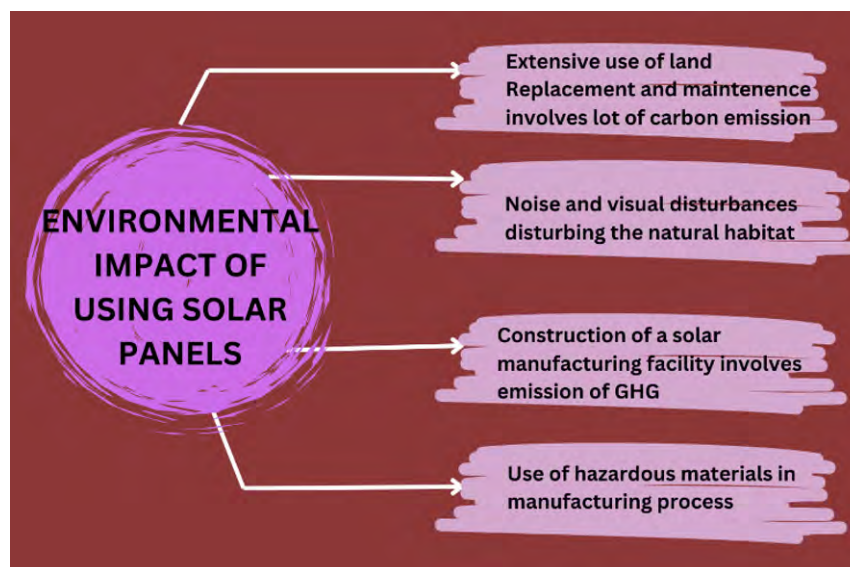 ENVIRONMENTAL
IMPACT OF
USING SOLAR
PANELS
Extensive use of land
Replacement and maintenence
involves lot of carbon emission
Noise and visual disturbances
disturbing the natural habitat
Construction of a solar
manufacturing facility involves
emission of GHG
Use of hazardous materials in
manufacturing process